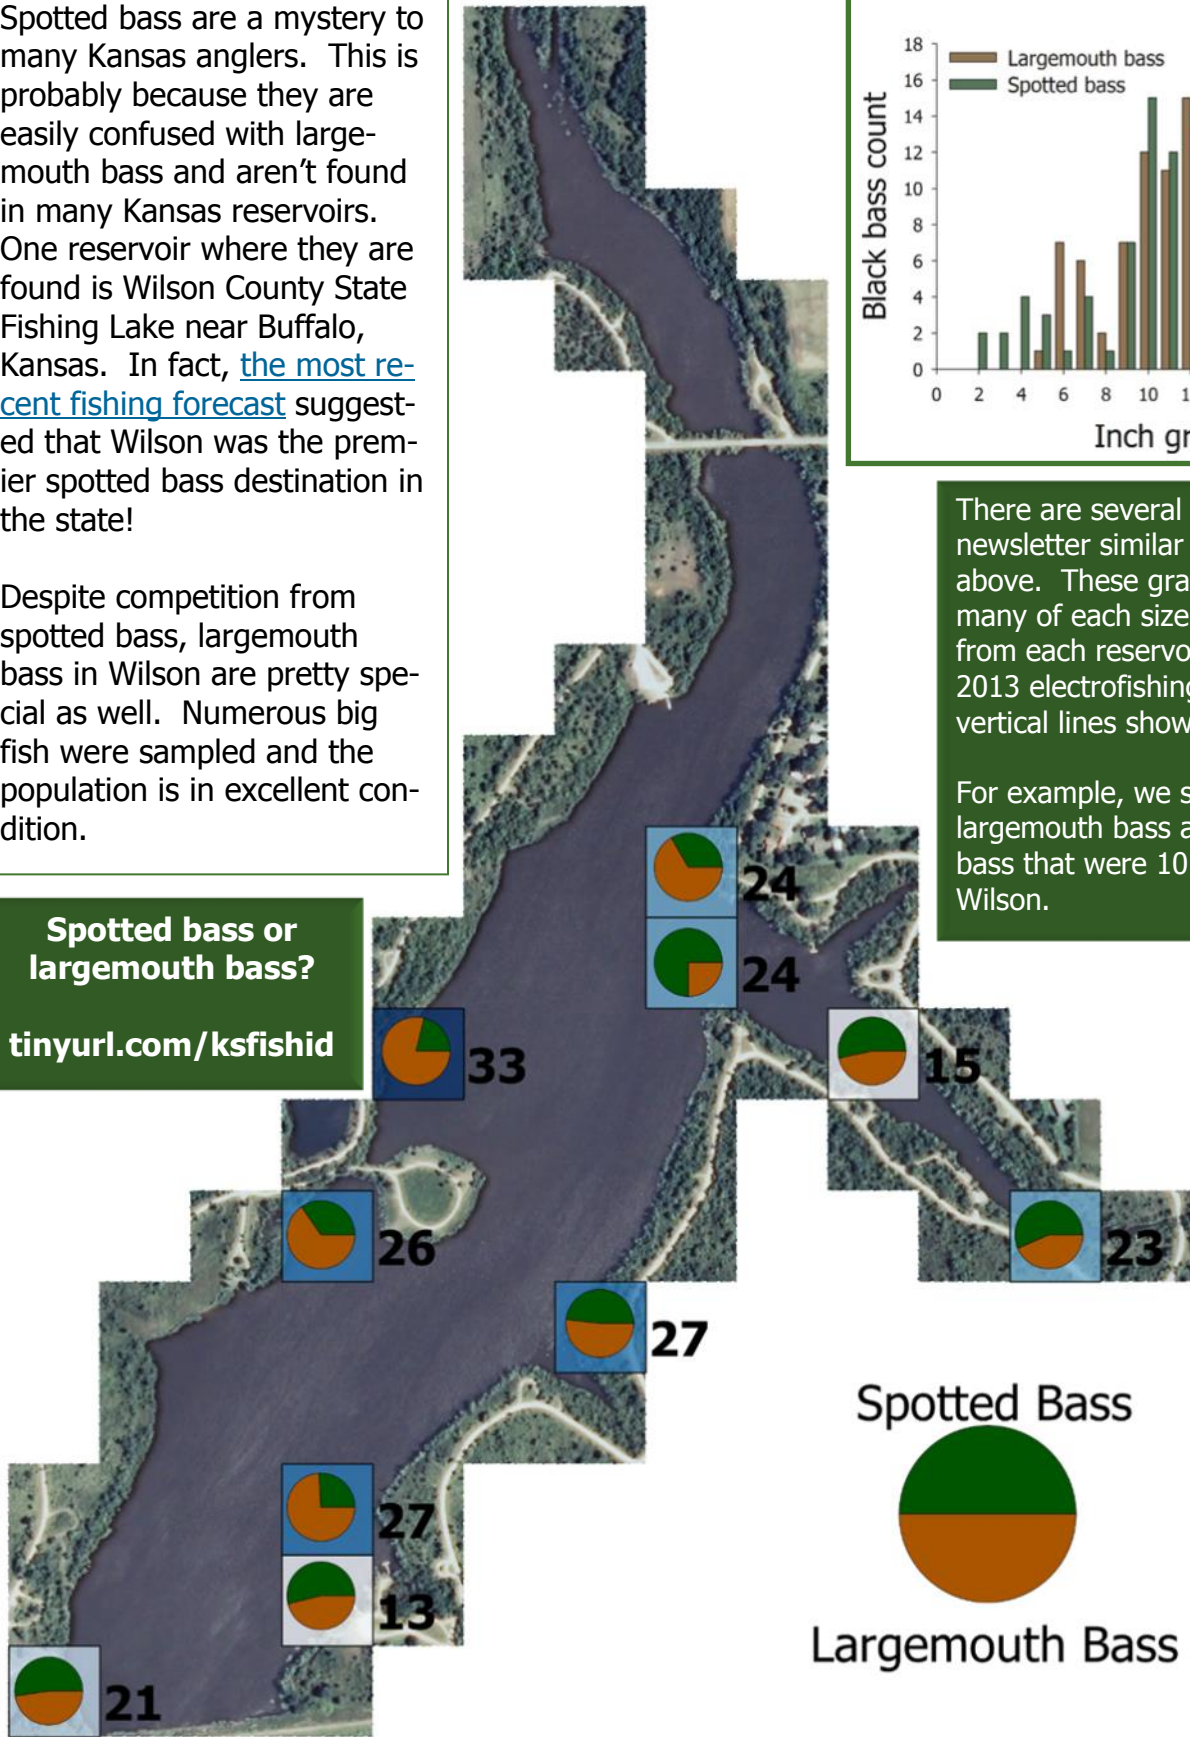 Spotted bass are a mystery to
many Kansas anglers. This is
probably because they are
easily confused with large-
mouth bass and aren't found
in many Kansas reservoirs.
One reservoir where they are
found is Wilson County State
Fishing Lake near Buffalo,
Kansas. In fact, the most re-
cent fishing forecast suggest-
ed that Wilson was the prem-
ier spotted bass destination in
the state!
Despite competition from
spotted bass, largemouth
bass in Wilson are pretty spe-
cial as well. Numerous big
fish were sampled and the
population is in excellent con-
dition.
Spotted bass or
largemouth bass?
tinyurl.com/ksfishid
Black bass count
18
16
14
12
10
8
6
4
2
0
Largemouth bass
Spotted bass
0 2 4 6 8 10 1
Inch gr
There are several
newsletter similar
above. These gra
many of each size
from each reservo
2013 electrofishing
vertical lines show
For example, we s
largemouth bass a
bass that were 10
Wilson.
24
24
33
15
26
23
27
27
13
21
Spotted Bass
Largemouth Bass